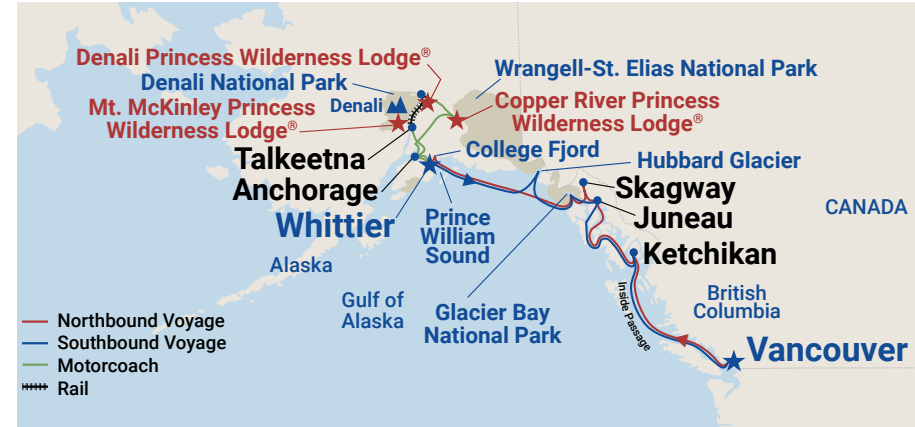 Denali Princess Wilderness Lodge®
Denali National Park
Wrangell-St. Elias National Park
Mt. McKinley Princess
Wilderness Lodge®
Denali
Copper River Princess
Wilderness Lodge®
Talkeetna
College Fjord
Hubbard Glacier
Anchorage
Skagway
Whittier
Juneau
CANADA
Prince
William
Sound
Ketchikan
Alaska
Gulf of
Alaska
Glacier Bay
National Park
Inside Passage
British
Columbia
Vancouver
Northbound Voyage
Southbound Voyage
Motorcoach
Rail